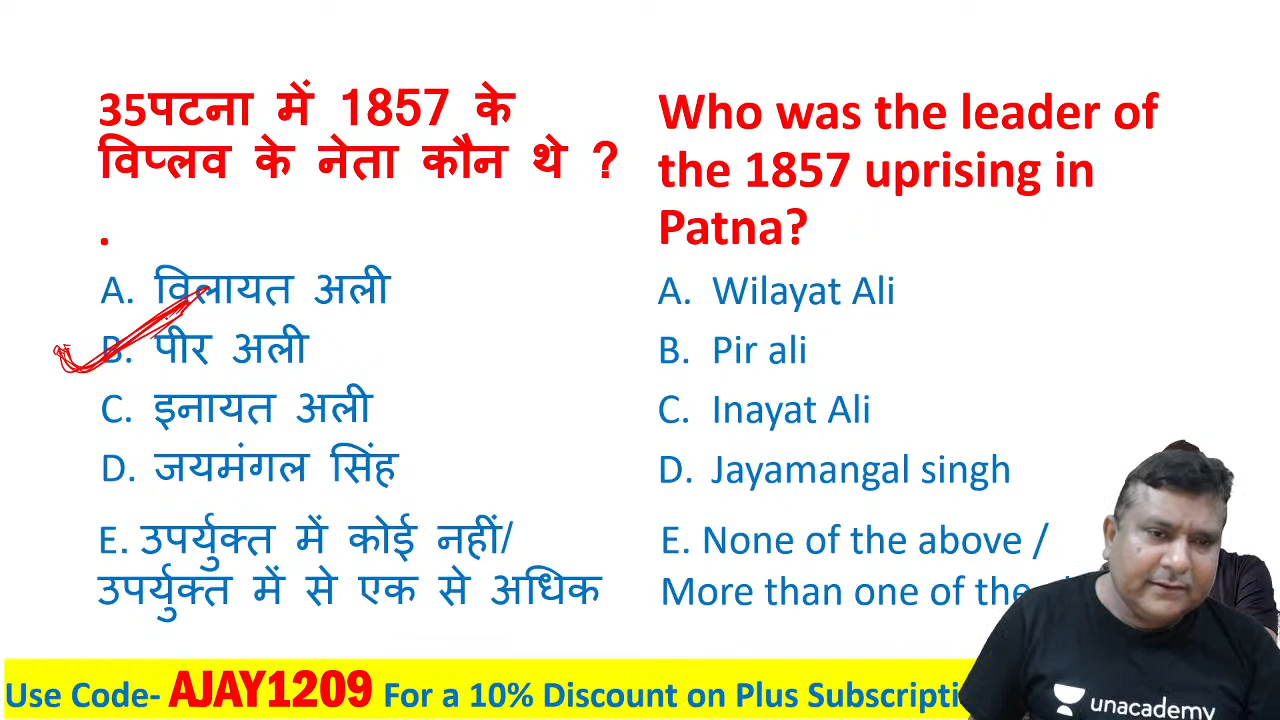 35पटना में 1857 के
विप्लव के नेता कौन थे ?
.
A. विलायत अली
B. पीर अली
C. इनायत अली
D. जयमंगल सिंह
E. उपर्युक्त में कोई नहीं/
उपर्युक्त में से एक से अधिक
Who was the leader of
the 1857 uprising in
Patna?
A. Wilayat Ali
B. Pir ali
C. Inayat Ali
D. Jayamangal singh
E. None of the above /
More than one of the
Use Code- AJAY1209 For a 10% Discount on Plus
unacademy